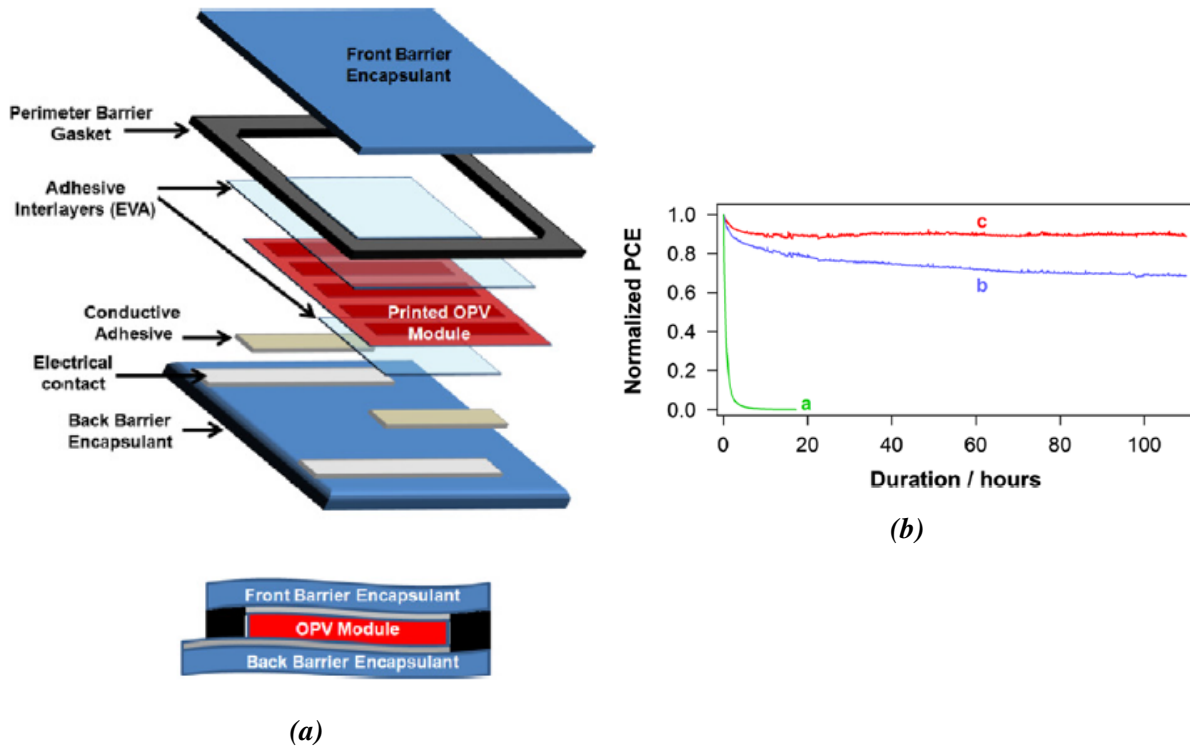 Front Barrier
Encapsulant
Perimeter Barrier
Gasket
Adhesive
Interlayers (EVA)
Printed OPV
Module
Conductive
Adhesive
Electrical
contact
Back Barrier
Encapsulant
Front Barrier Encapsulant
OPV Module
Back Barrier Encapsulant
(a)
Normalized PCE
1.0
0.8
0.6
0.4
0.2
0.0
c
b
a
0 20 40 60 80 100
Duration / hours
(b)